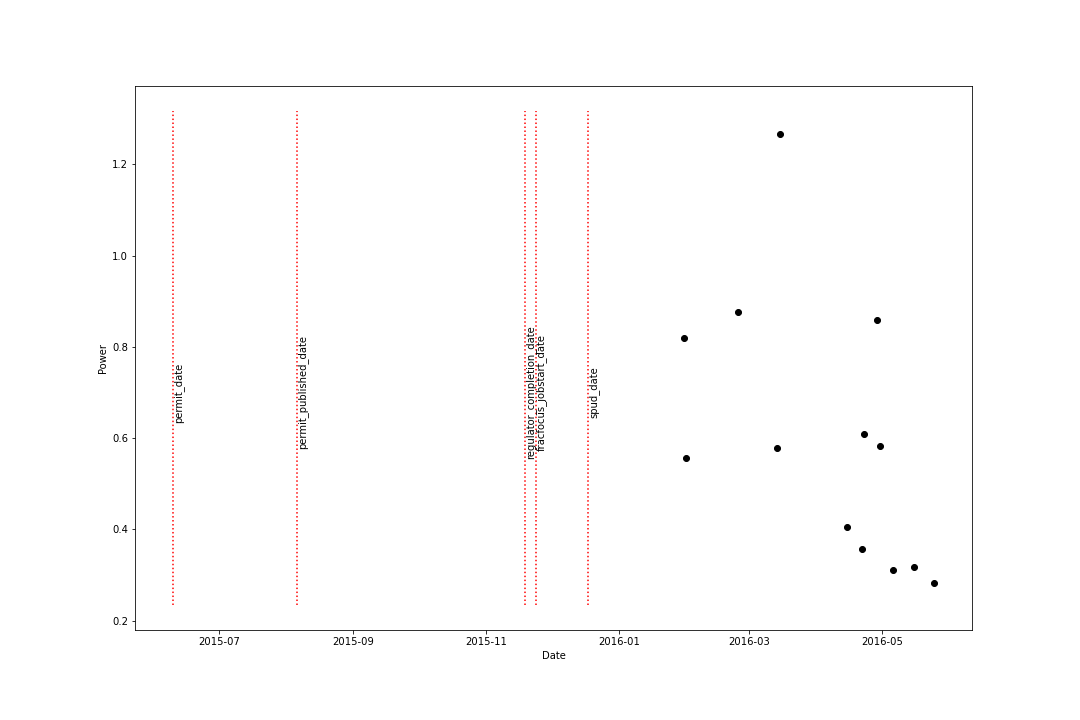 1.2
1.0
0.8
0.6
0.4
0.2
Power
permit_date
permit_published_date
regulator_completion_date
fracfocus_jobstart_date
spud_date
2015-07
2015-09
2015-11
2016-01
2016-03
2016-05
Date